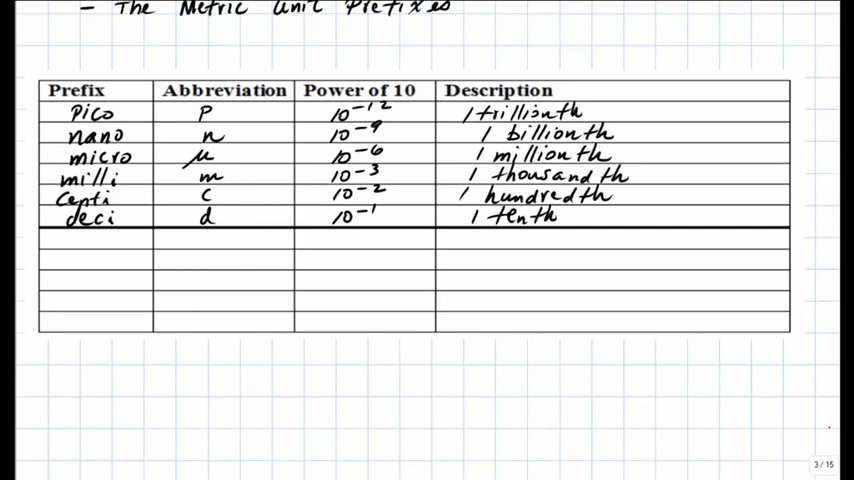 - The Metric Unit Prefixes
Prefix Abbreviation Power of 10 Description
Pico P 10⁻¹² 1 trillionth
nano n 10⁻⁹ 1 billionth
micro μ 10⁻⁶ 1 millionth
milli m 10⁻³ 1 thousandth
centi c 10⁻² 1 hundredth
deci d 10⁻¹ 1 tenth
3 / 15